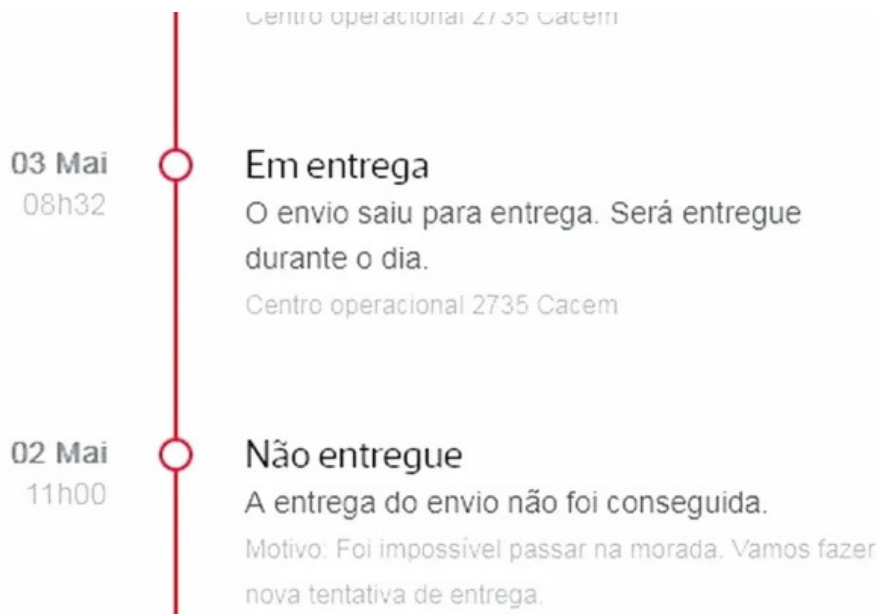 Centro operacional 2735 Cacem
03 Mai
08h32
Em entrega
O envio saiu para entrega. Será entregue
durante o dia.
Centro operacional 2735 Cacem
02 Mai
11h00
Não entregue
A entrega do envio não foi conseguida.
Motivo: Foi impossível passar na morada. Vamos fazer
nova tentativa de entrega.